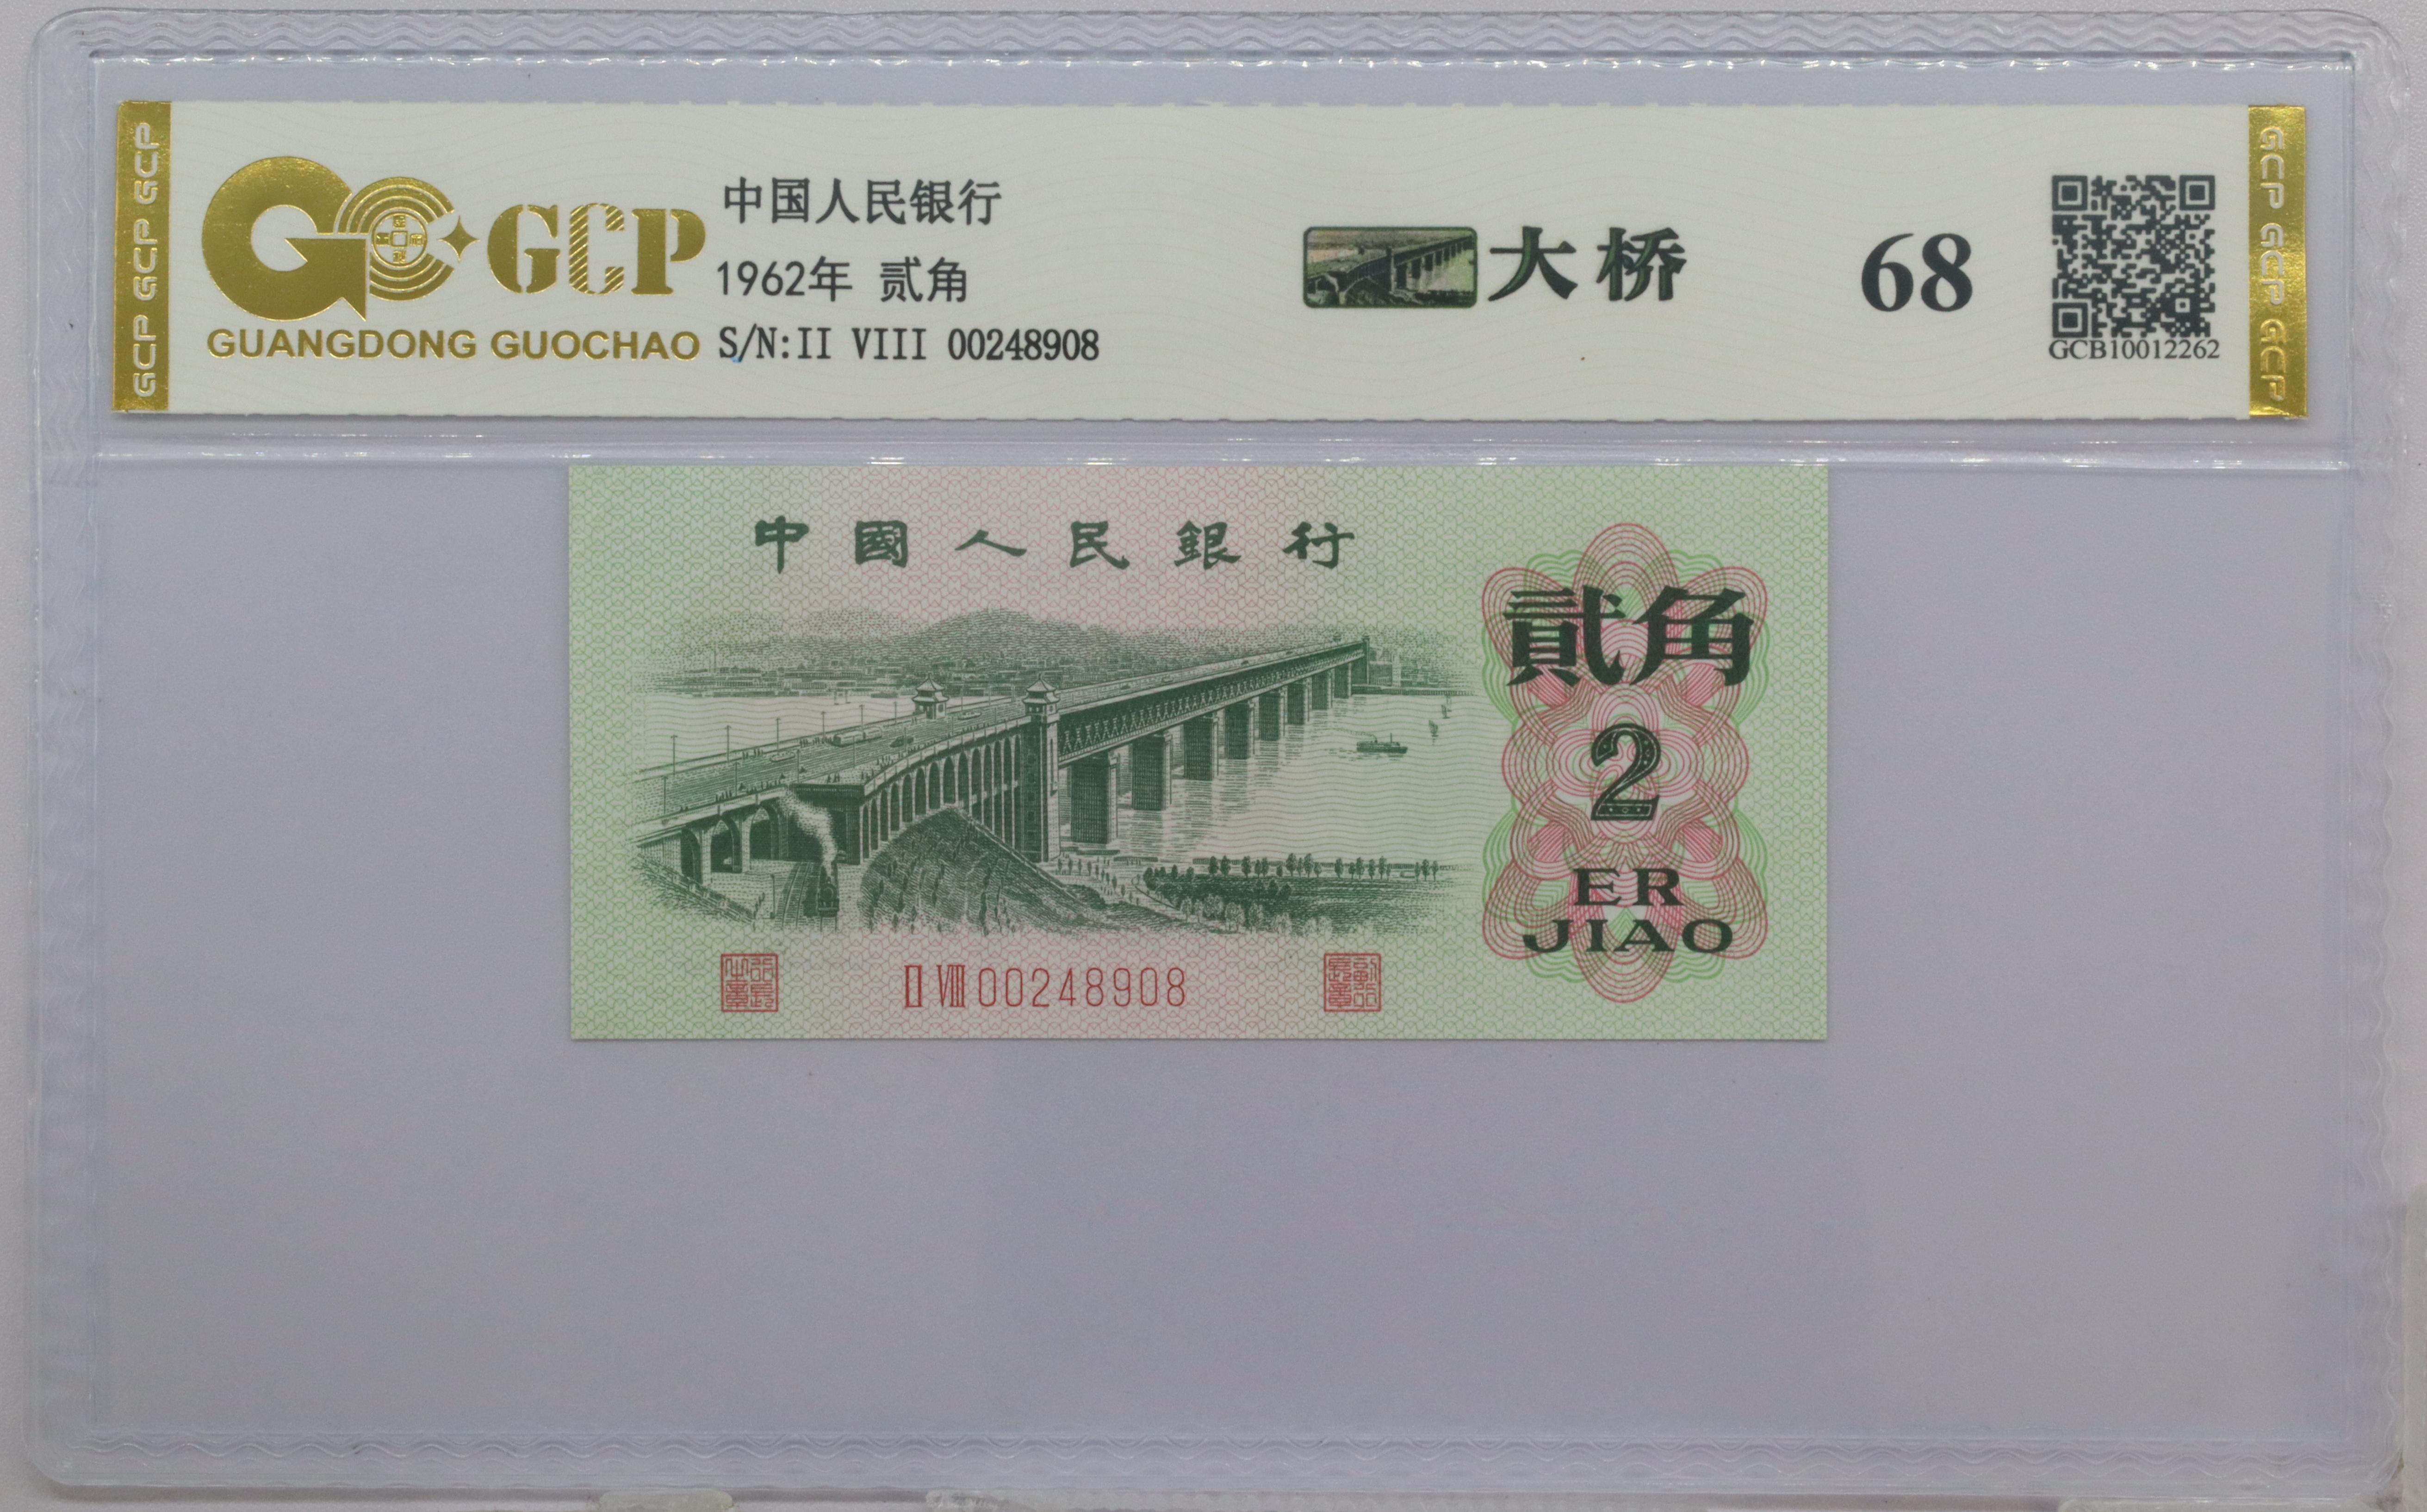 GCP GCP GCP
GCP
GUANGDONG GUOCHAO
中国人民银行
1962年 贰角
S/N:II VIII 00248908
大桥
68
GCB10012262
GCP GCP GCP
中國人民銀行
貳角
2
ER
JIAO
II VIII 00248908